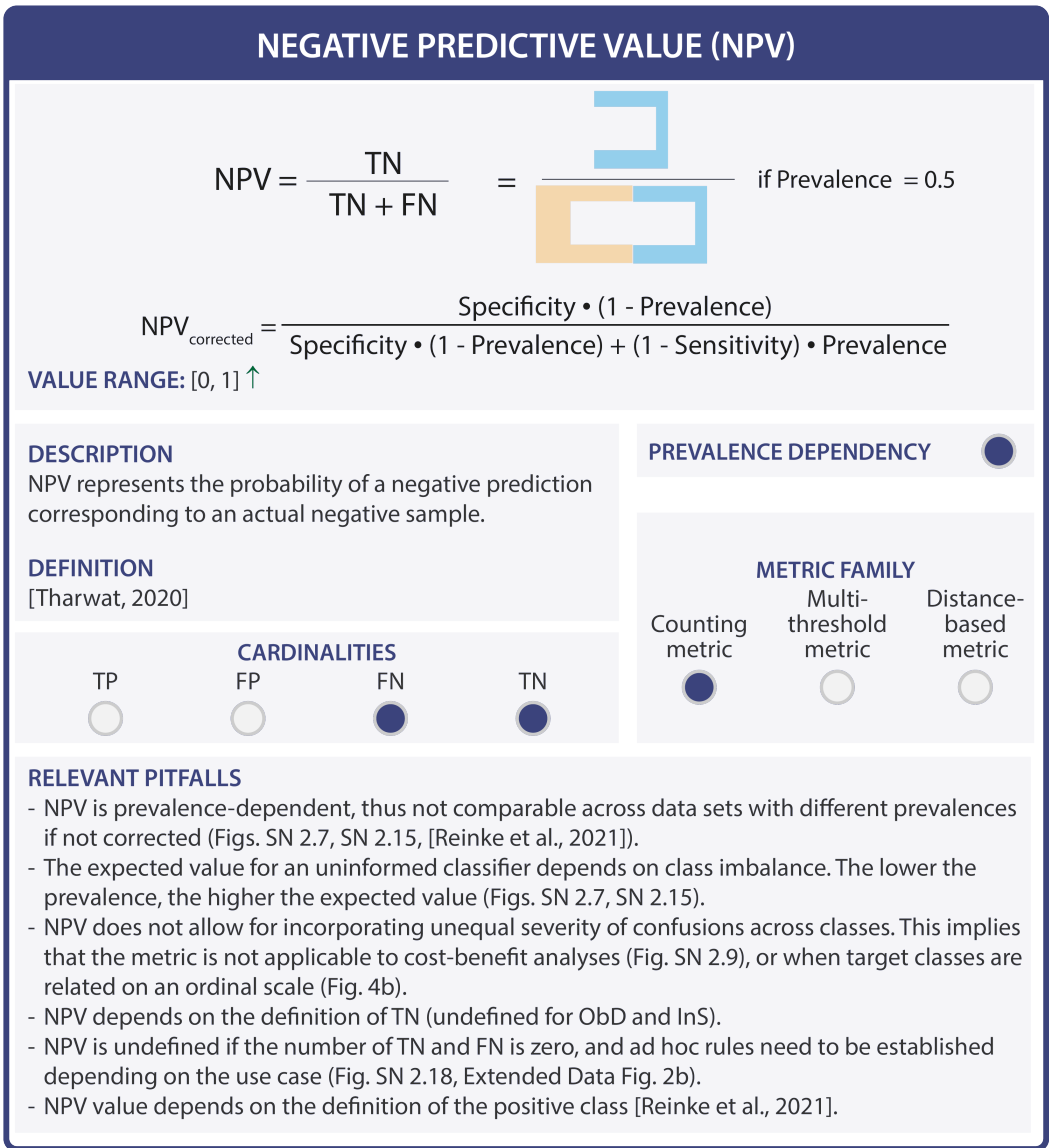 NEGATIVE PREDICTIVE VALUE (NPV)
NPV = TN / TN + FN = if Prevalence = 0.5
NPVcorrected = Specificity • (1 - Prevalence) / Specificity • (1 - Prevalence) + (1 - Sensitivity) • Prevalence
VALUE RANGE: [0, 1] ↑
DESCRIPTION
NPV represents the probability of a negative prediction
corresponding to an actual negative sample.
DEFINITION
[Tharwat, 2020]
PREVALENCE DEPENDENCY
CARDINALITIES
TP FP FN TN
METRIC FAMILY
Counting metric
Multi-threshold metric
Distance-based metric
RELEVANT PITFALLS
- NPV is prevalence-dependent, thus not comparable across data sets with different prevalences
if not corrected (Figs. SN 2.7, SN 2.15, [Reinke et al., 2021]).
- The expected value for an uninformed classifier depends on class imbalance. The lower the
prevalence, the higher the expected value (Figs. SN 2.7, SN 2.15).
- NPV does not allow for incorporating unequal severity of confusions across classes. This implies
that the metric is not applicable to cost-benefit analyses (Fig. SN 2.9), or when target classes are
related on an ordinal scale (Fig. 4b).
- NPV depends on the definition of TN (undefined for ObD and InS).
- NPV is undefined if the number of TN and FN is zero, and ad hoc rules need to be established
depending on the use case (Fig. SN 2.18, Extended Data Fig. 2b).
- NPV value depends on the definition of the positive class [Reinke et al., 2021].